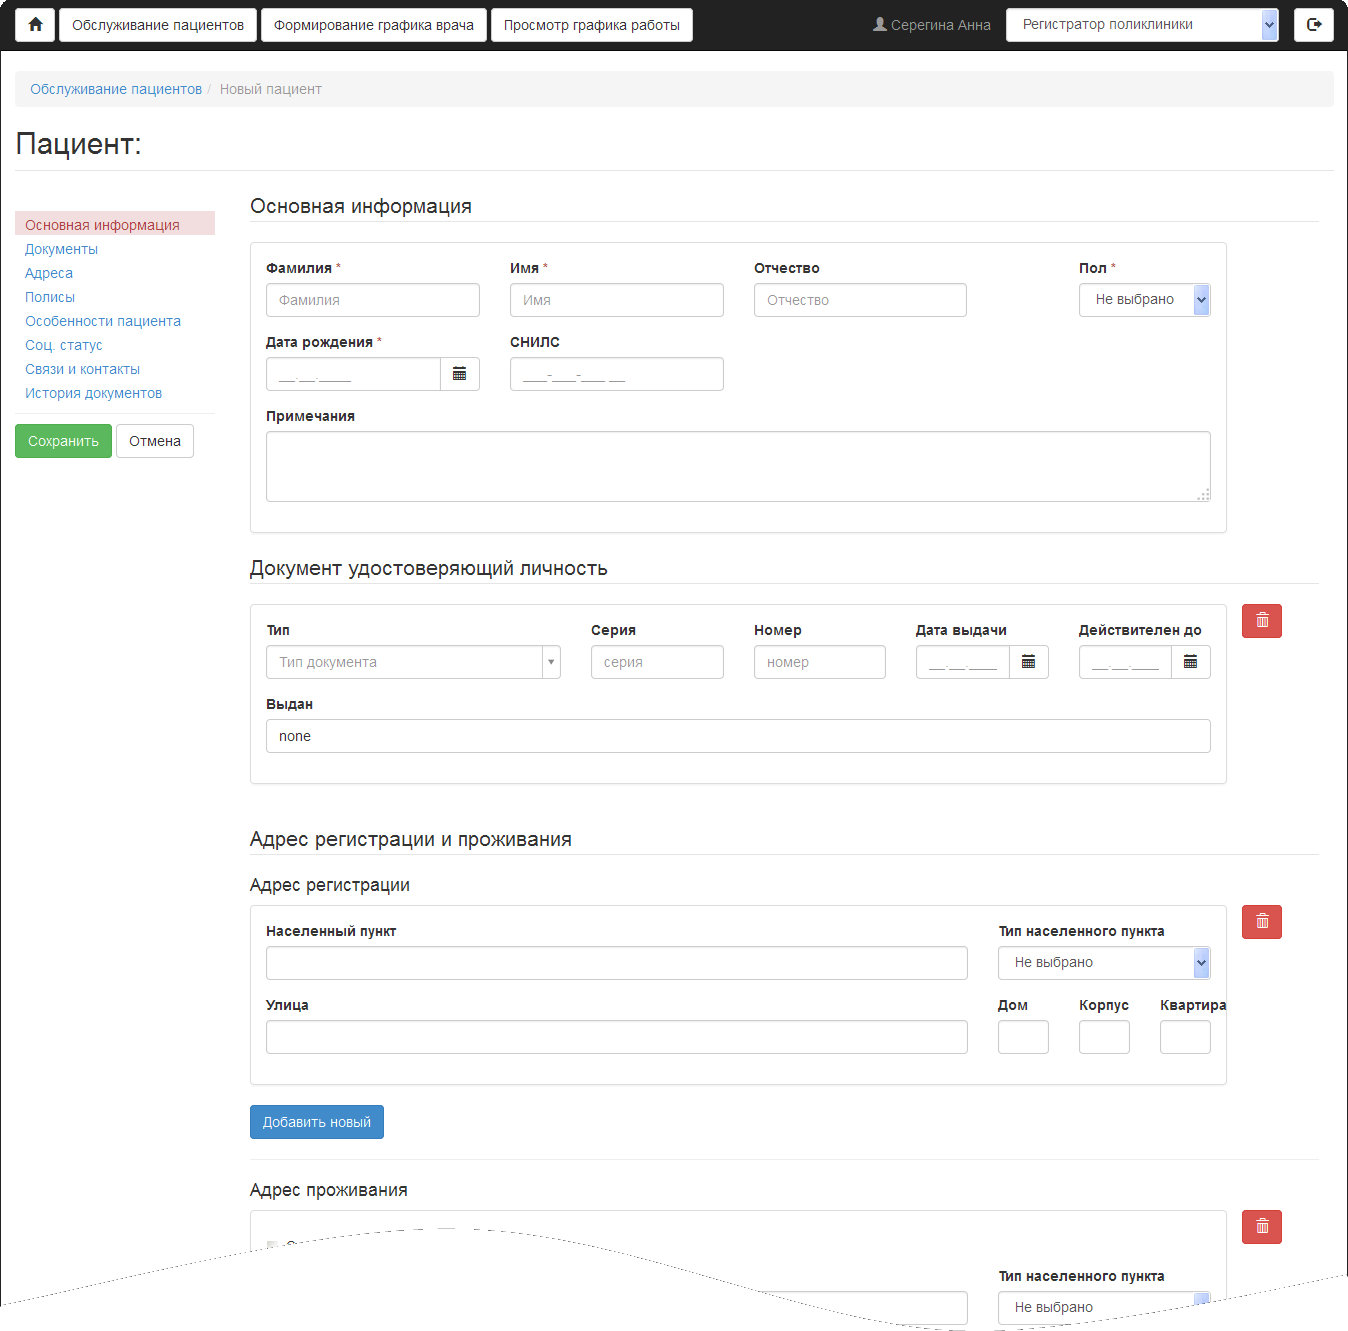 Обслуживание пациентов Формирование графика врача Просмотр графика работы Серегина Анна Регистратор поликлиники
Обслуживание пациентов / Новый пациент
Пациент:
Основная информация
Документы
Адреса
Полисы
Особенности пациента
Соц. статус
Связи и контакты
История документов
Сохранить Отмена
Основная информация
Фамилия * Имя * Отчество Пол *
Фамилия Имя Отчество Не выбрано
Дата рождения * СНИЛС
__.__.____ ___-___-___ __
Примечания
Документ удостоверяющий личность
Тип Серия Номер Дата выдачи Действителен до
Тип документа серия номер __.__.____ __.__.____
Выдан
none
Адрес регистрации и проживания
Адрес регистрации
Населенный пункт Тип населенного пункта
Не выбрано
Улица Дом Корпус Квартира
Добавить новый
Адрес проживания
Тип населенного пункта
Не выбрано